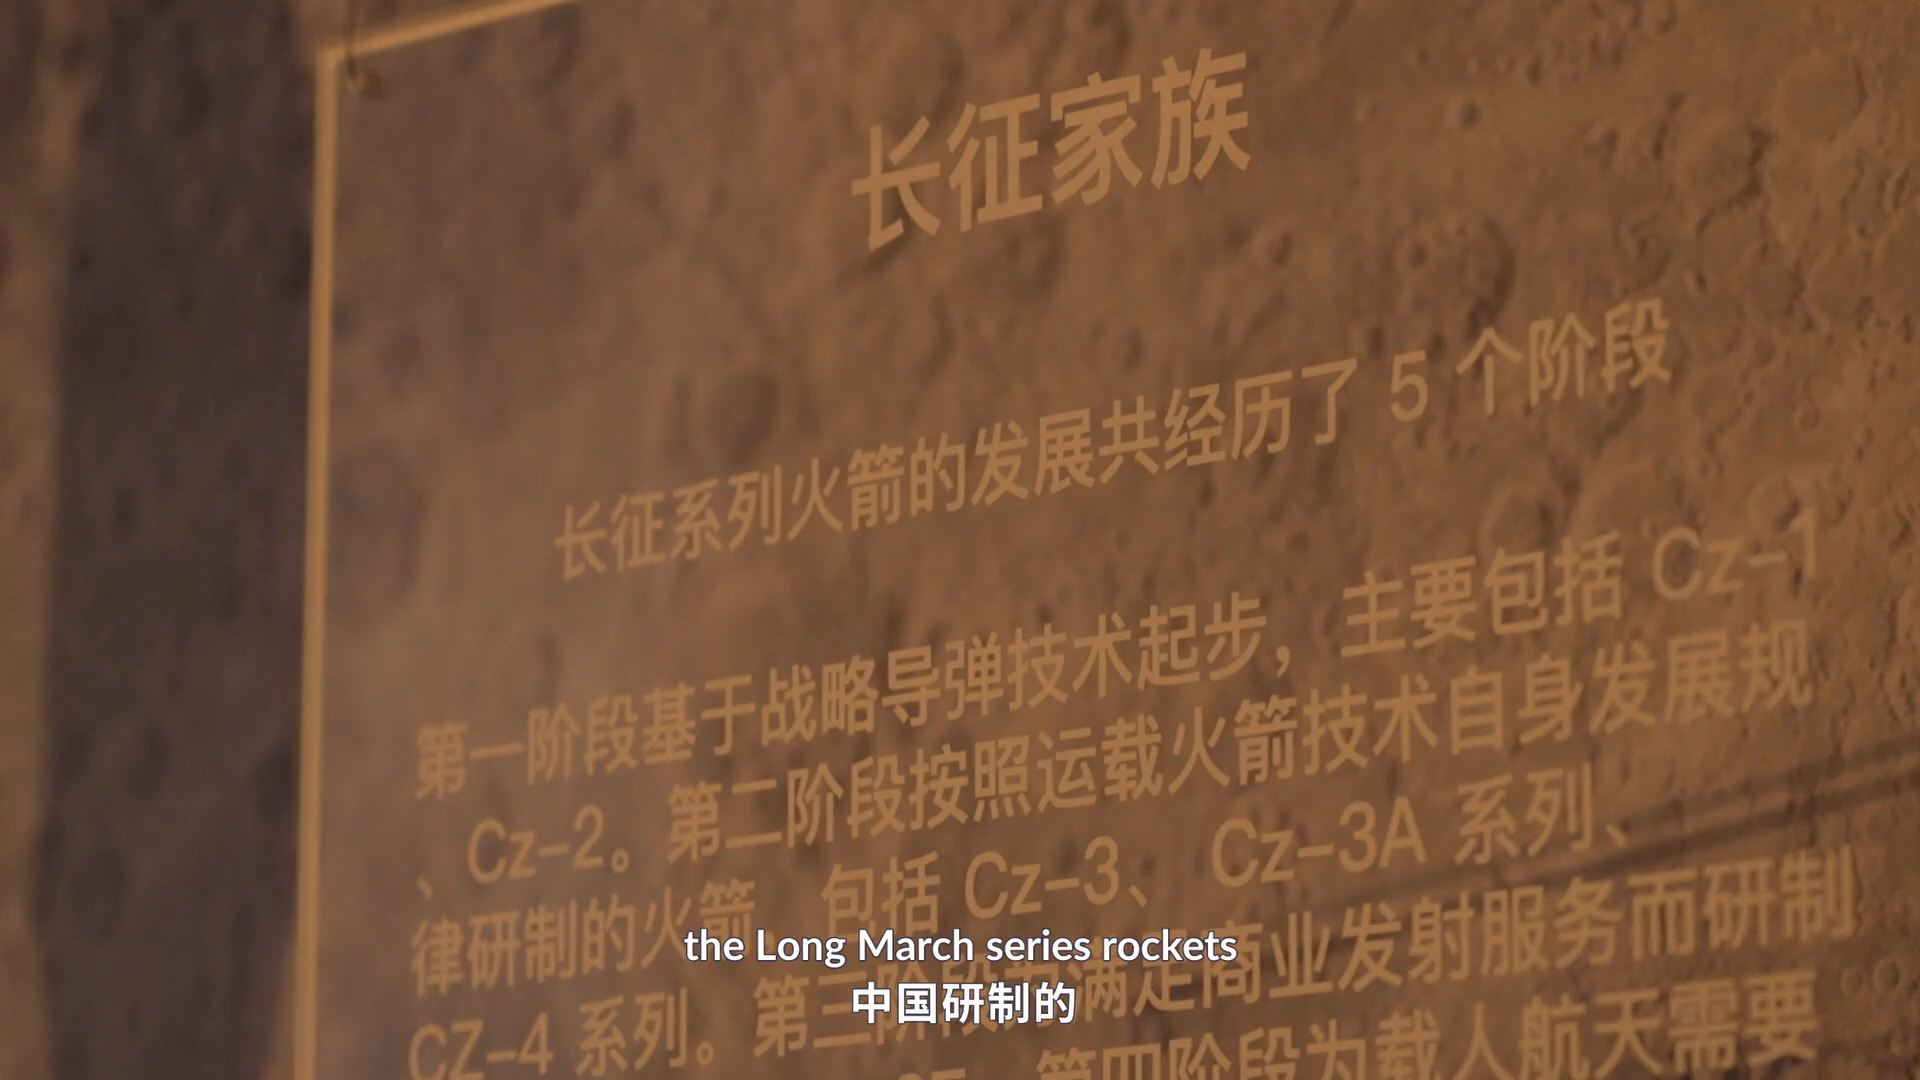 长征家族
长征系列火箭的发展共经历了 5 个阶段
第一阶段基于战略导弹技术起步，主要包括 Cz-1
、Cz-2。第二阶段按照运载火箭技术自身发展规
律研制的火箭，包括 Cz-3、 Cz-3A 系列、
CZ-4 系列。第三阶段为满足商业发射服务而研制
第四阶段为载人航天需要
the Long March series rockets
中国研制的